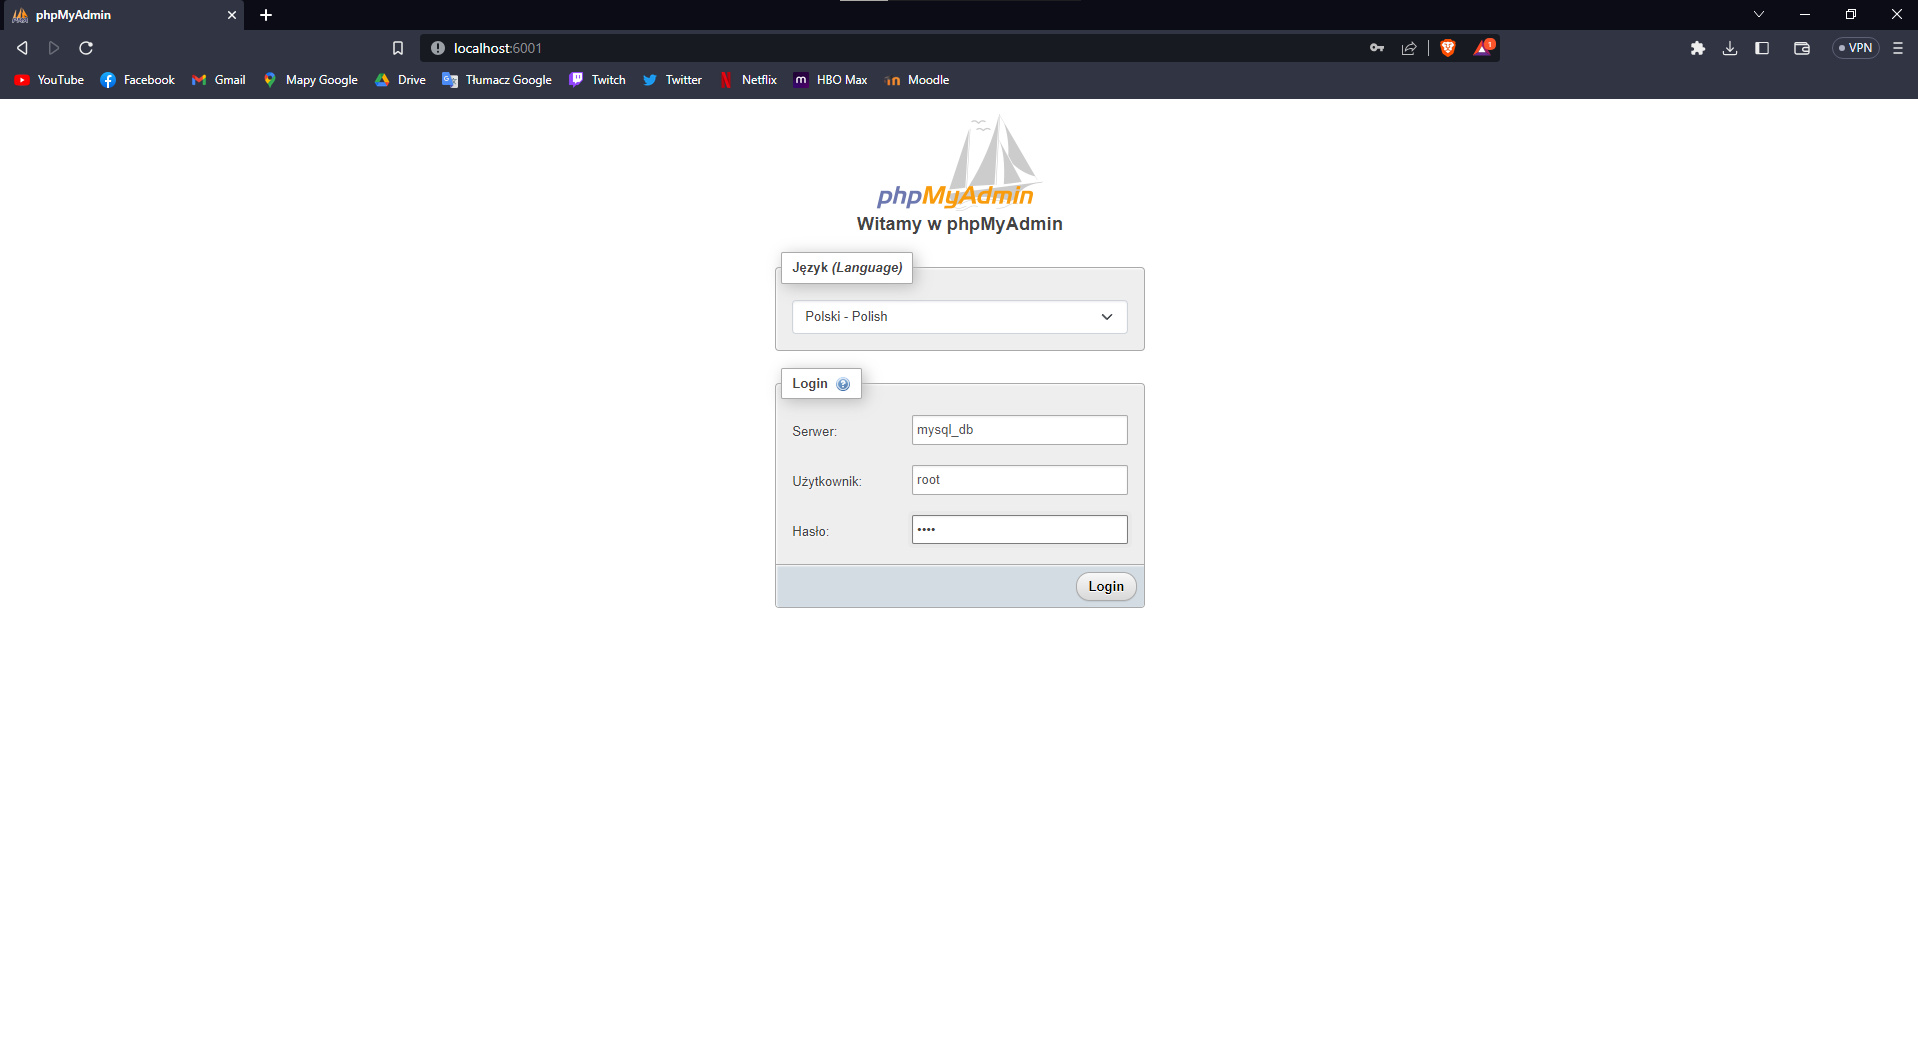 phpMyAdmin
localhost:6001
1
VPN
YouTube Facebook Gmail Mapy Google Drive Tłumacz Google Twitch Twitter Netflix HBO Max Moodle
phpMyAdmin
Witamy w phpMyAdmin
Język (Language)
Polski - Polish
Login
Serwer: mysql_db
Użytkownik: root
Hasło: ••••
Login